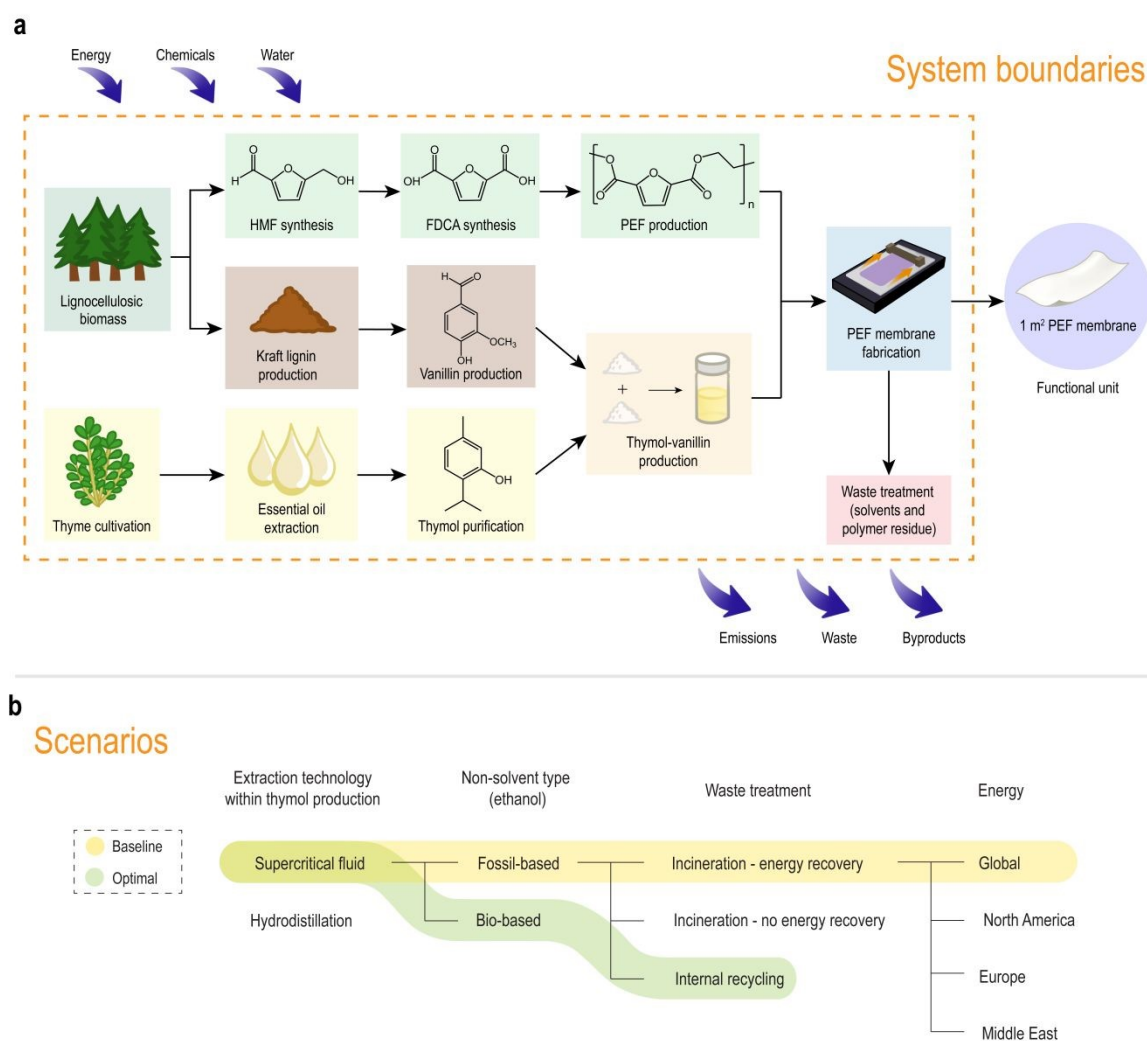 a
Energy
Chemicals
Water
System boundaries
O
H
O
OH
HMF synthesis
O
OH
O
O
OH
FDCA synthesis
O
O
O
O
O
n
PEF production
Lignocellulosic
biomass
Kraft lignin
production
O
OCH3
OH
Vanillin production
PEF membrane
fabrication
1 m² PEF membrane
Functional unit
+
Thymol-vanillin
production
Thyme cultivation
Essential oil
extraction
OH
Thymol purification
Waste treatment
(solvents and
polymer residue)
Emissions
Waste
Byproducts
b
Scenarios
Extraction technology
within thymol production
Non-solvent type
(ethanol)
Waste treatment
Energy
Baseline
Optimal
Supercritical fluid
Fossil-based
Incineration - energy recovery
Global
Hydrodistillation
Bio-based
Incineration - no energy recovery
North America
Internal recycling
Europe
Middle East